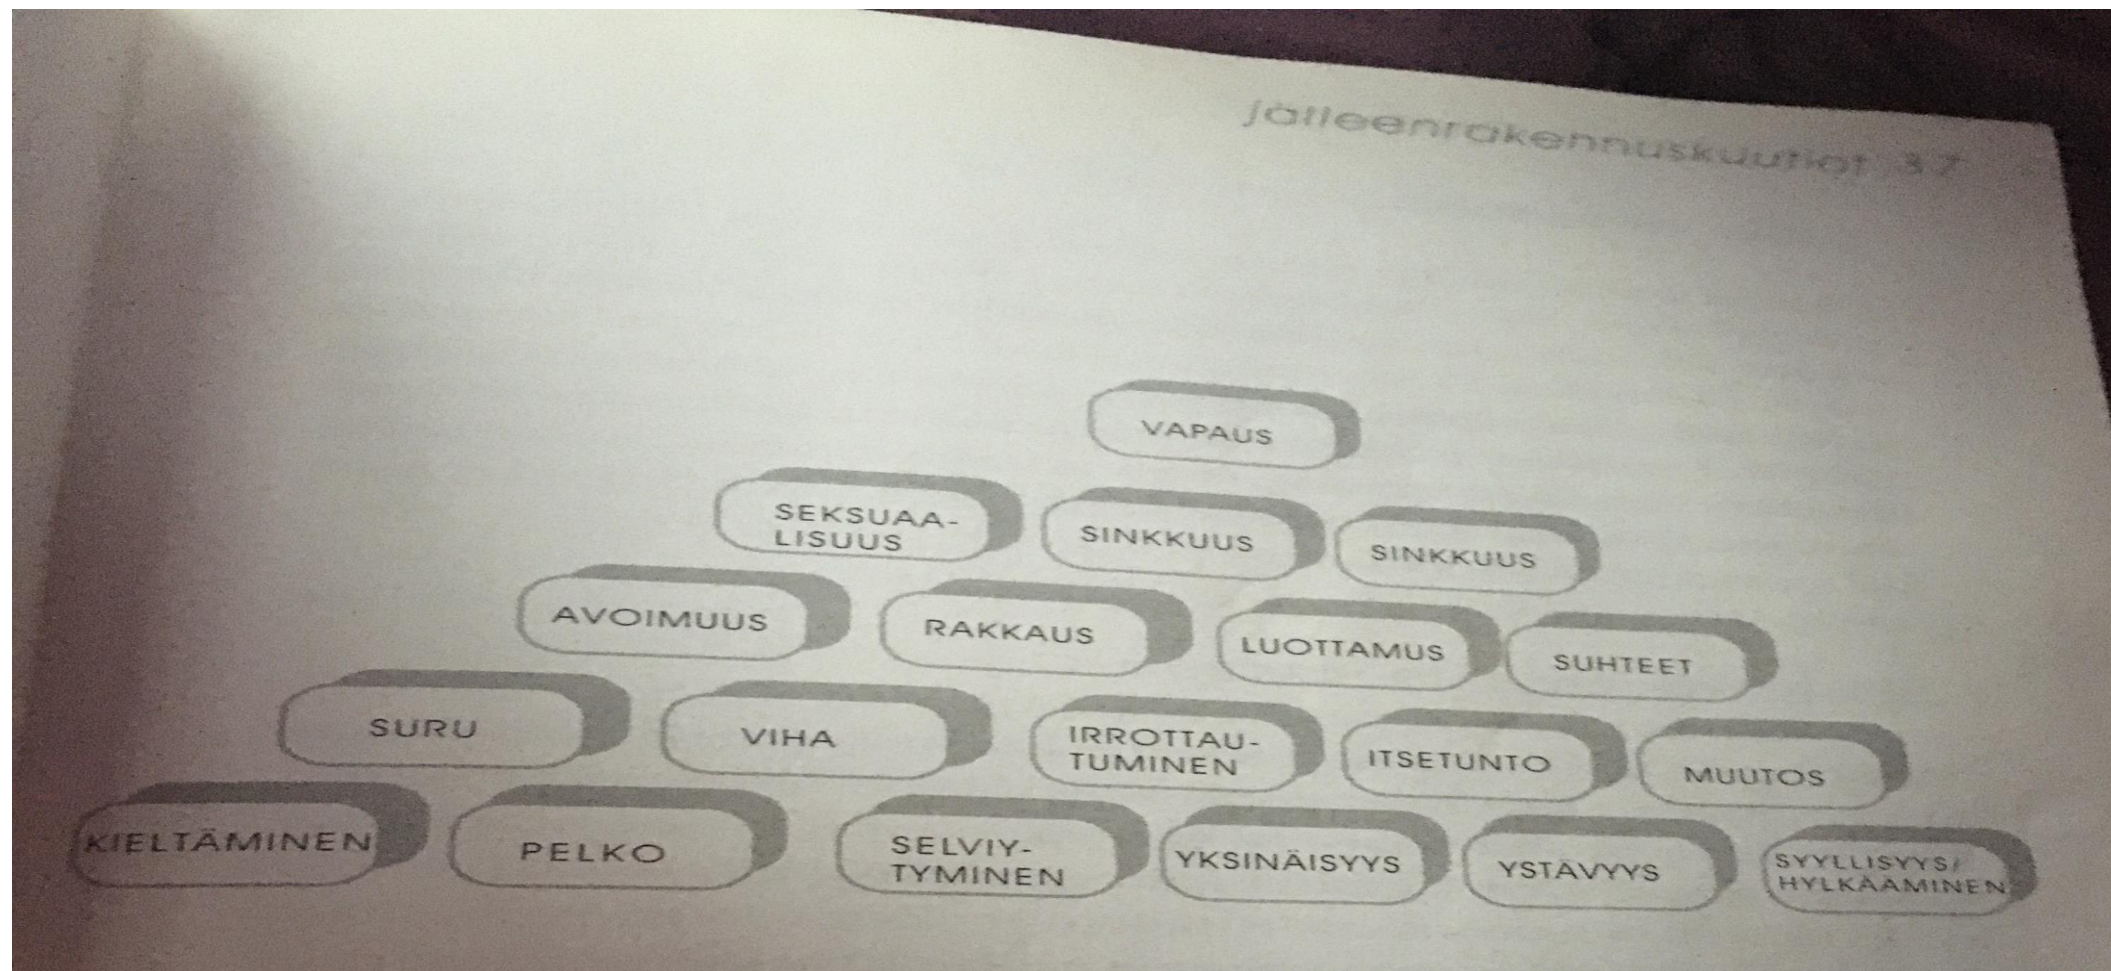 jälleenrakennuskuutiot 37
VAPAUS
SEKSUAA-
LISUUS
SINKKUUS
SINKKUUS
AVOIMUUS
RAKKAUS
LUOTTAMUS
SUHTEET
SURU
VIHA
IRROTTAU-
TUMINEN
ITSETUNTO
MUUTOS
KIELTÄMINEN
PELKO
SELVIY-
TYMINEN
YKSINÄISYYS
YSTÄVYYS
SYYLLISYYS/
HYLKÄÄMINEN